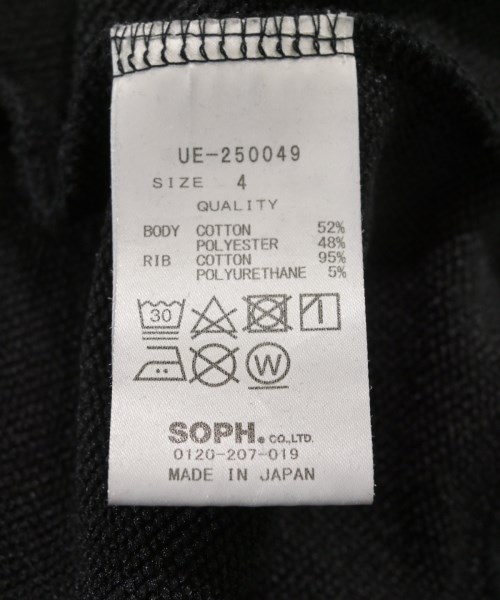 UE-250049
SIZE 4
QUALITY
BODY COTTON 52%
POLYESTER 48%
RIB COTTON 95%
POLYURETHANE 5%
30
W
SOPH. CO.,LTD.
0120-207-019
MADE IN JAPAN